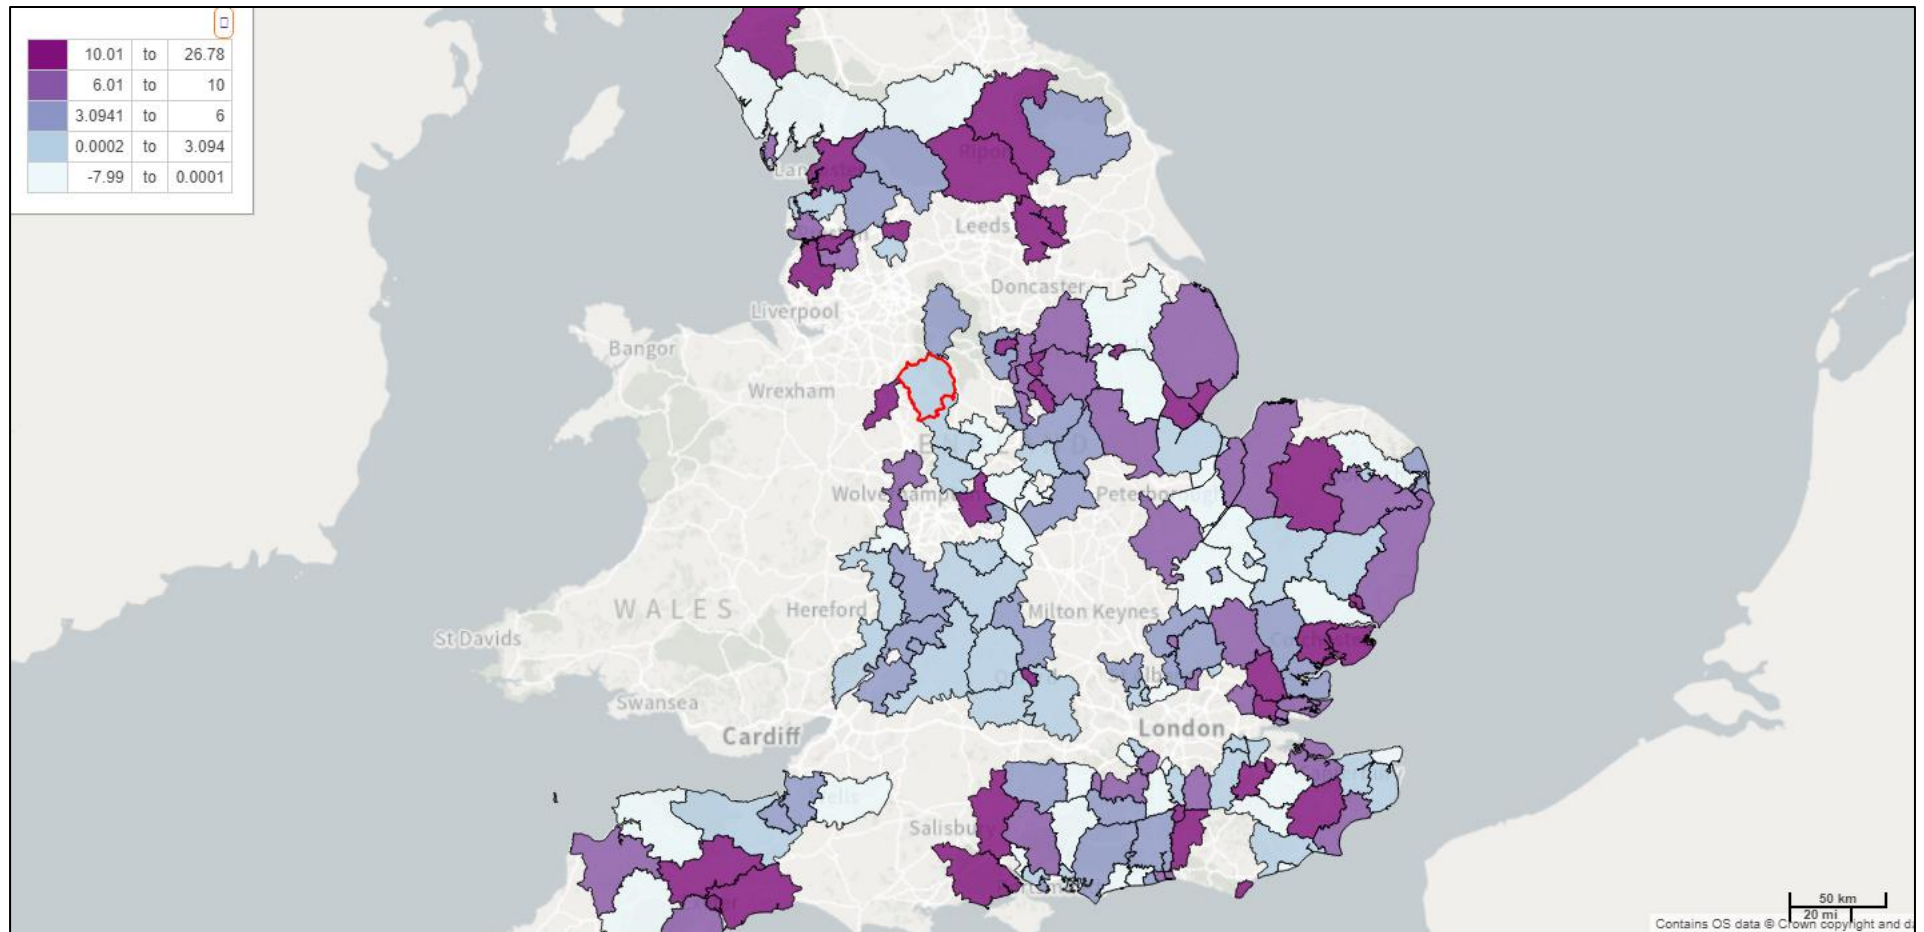 10.01 to 26.78
6.01 to 10
3.0941 to 6
0.0002 to 3.094
-7.99 to 0.0001
Ripon
Leeds
Doncaster
Liverpool
Bangor
Wrexham
Peterborough
WALES
Hereford
Milton Keynes
St Davids
Swansea
Cardiff
London
Salisbury
50 km
20 mi
Contains OS data © Crown copyright and d